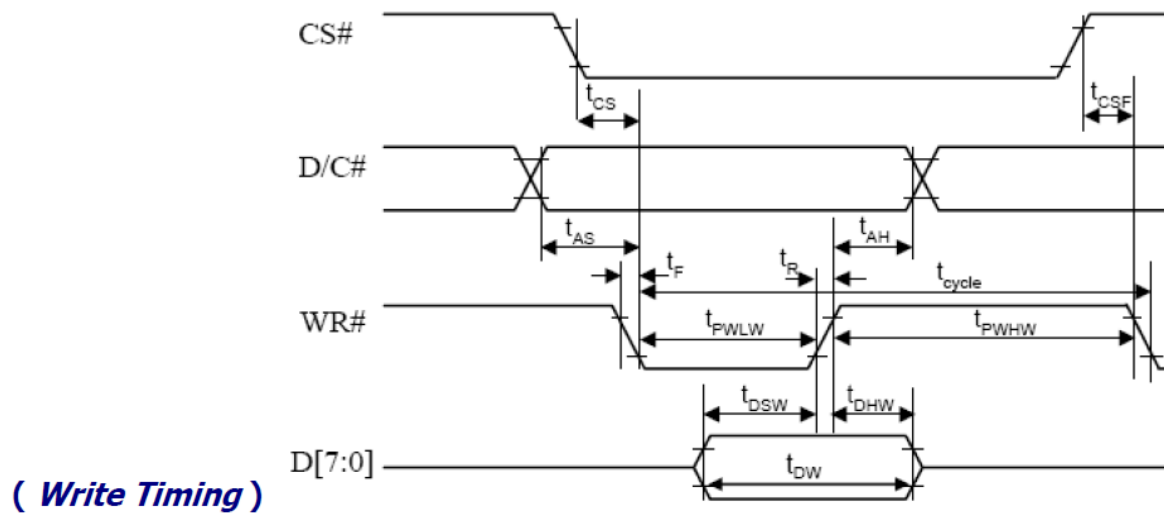 CS#
tCS
tCSF
D/C#
tAS
tAH
tF
tR
tcycle
WR#
tPWLW
tPWHW
tDSW
tDHW
D[7:0]
tDW
( Write Timing )